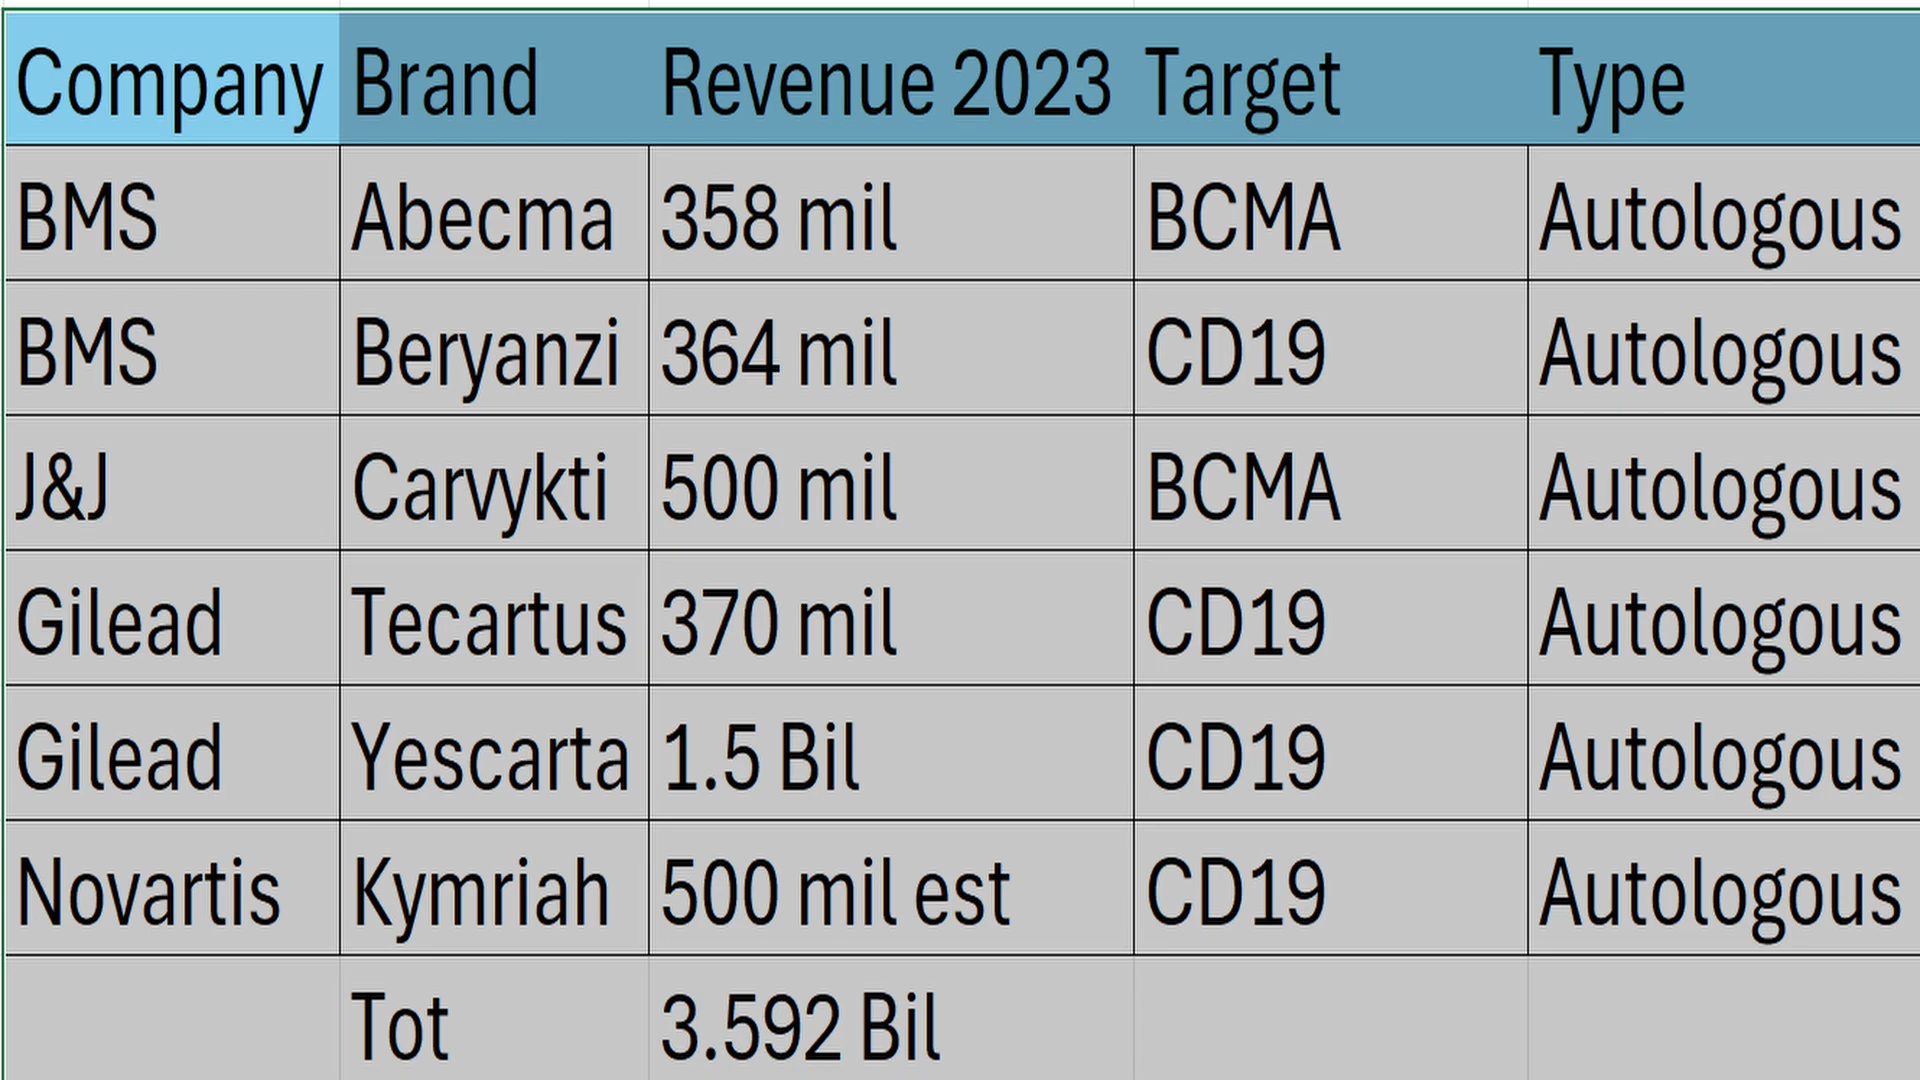 Company Brand Revenue 2023 Target Type
BMS Abecma 358 mil BCMA Autologous
BMS Beryanzi 364 mil CD19 Autologous
J&J Carvykti 500 mil BCMA Autologous
Gilead Tecartus 370 mil CD19 Autologous
Gilead Yescarta 1.5 Bil CD19 Autologous
Novartis Kymriah 500 mil est CD19 Autologous
Tot 3.592 Bil